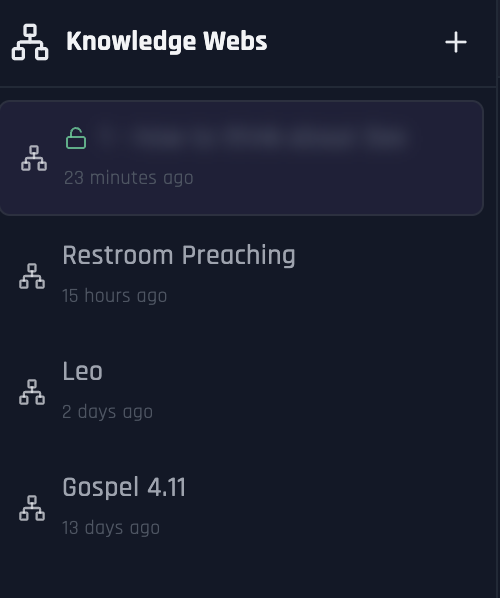 Knowledge Webs
23 minutes ago
Restroom Preaching
15 hours ago
Leo
2 days ago
Gospel 4.11
13 days ago